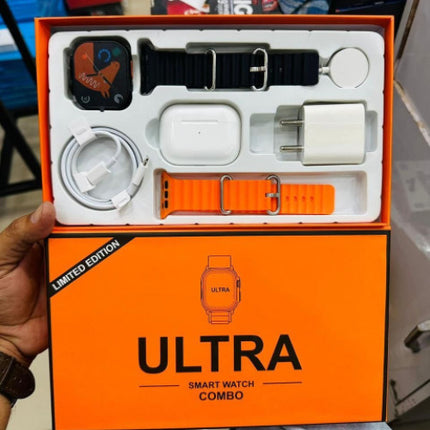 LIMITED EDITION
ULTRA
ULTRA
SMART WATCH
COMBO